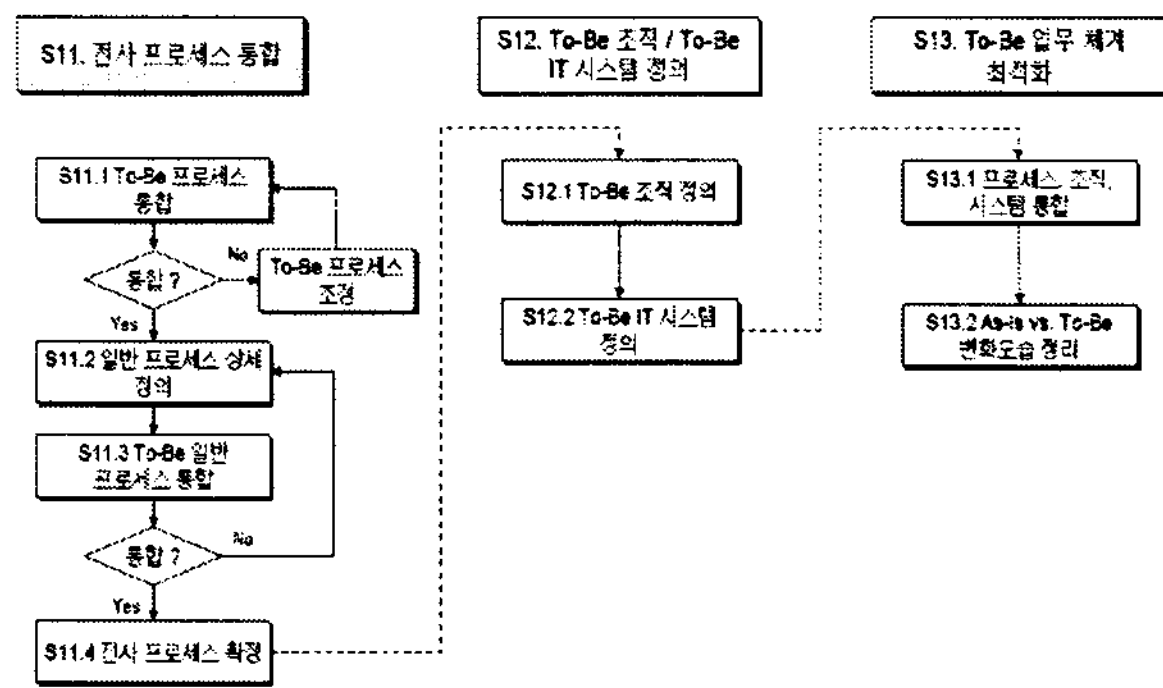 S11. 전사 프로세스 통합
S12. To-Be 조직 / To-Be
IT 시스템 정의
S13. To-Be 업무 체계
최적화
S11.1 To-Be 프로세스
통합
통합 ?
No
To-Be 프로세스
조정
Yes
S11.2 일반 프로세스 상세
정의
S11.3 To-Be 일반
프로세스 통합
통합 ?
No
Yes
S11.4 전사 프로세스 확정
S12.1 To-Be 조직 정의
S12.2 To-Be IT 시스템
정의
S13.1 프로세스, 조직,
시스템 통합
S13.2 As-Is vs. To-Be
변화모습 정리